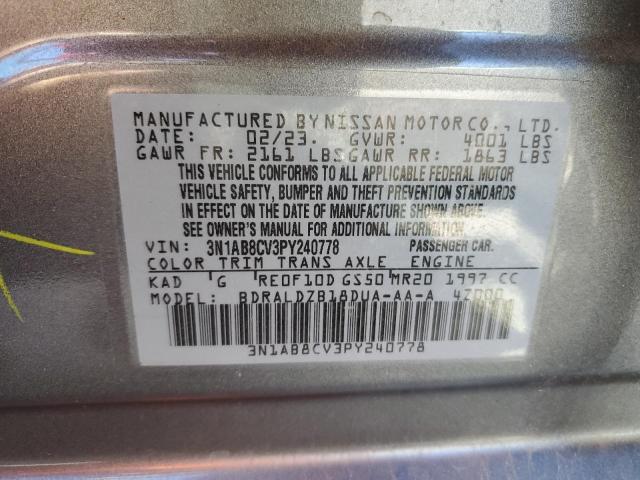 MANUFACTURED BY NISSAN MOTOR CO., LTD.
DATE: 02/23. GVWR: 4001 LBS
GAWR FR: 2161 LBS GAWR RR: 1863 LBS
THIS VEHICLE CONFORMS TO ALL APPLICABLE FEDERAL MOTOR
VEHICLE SAFETY, BUMPER AND THEFT PREVENTION STANDARDS
IN EFFECT ON THE DATE OF MANUFACTURE SHOWN ABOVE.
SEE OWNER'S MANUAL FOR ADDITIONAL INFORMATION
VIN: 3N1AB8CV3PY240778 PASSENGER CAR.
COLOR TRIM TRANS AXLE ENGINE
KAD G RE0F10D GS50 MR20 1997 CC
MODEL: BDRALDZB18DUA-AA-A 4Z000
3N1AB8CV3PY240778